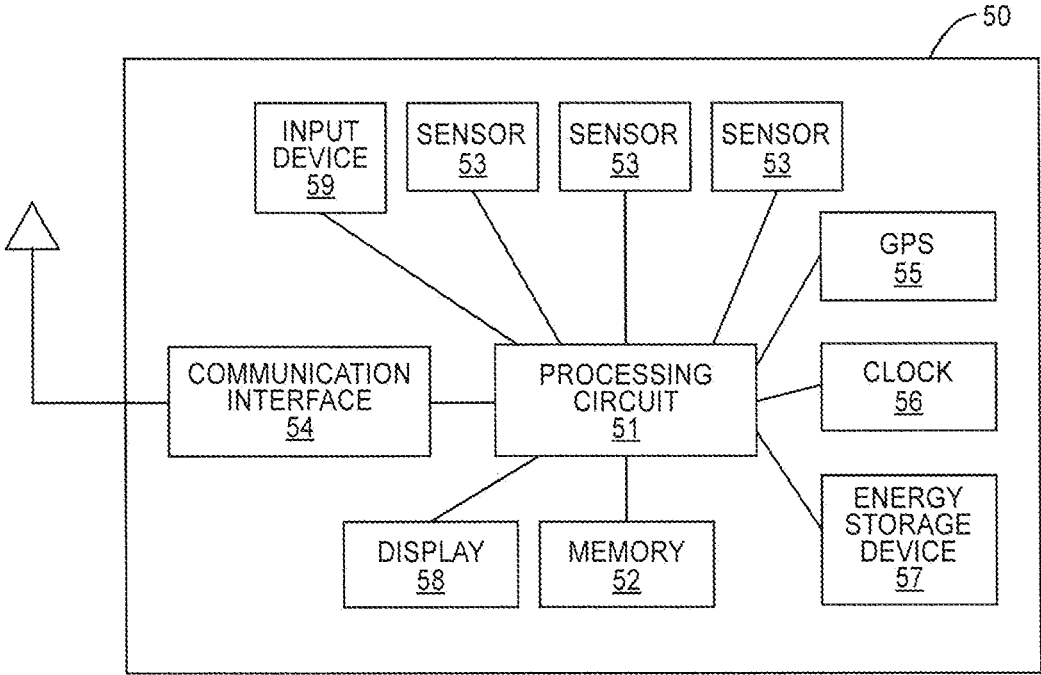 50
INPUT
DEVICE
59
SENSOR
53
SENSOR
53
SENSOR
53
GPS
55
COMMUNICATION
INTERFACE
54
PROCESSING
CIRCUIT
51
CLOCK
56
ENERGY
STORAGE
DEVICE
57
DISPLAY
58
MEMORY
52